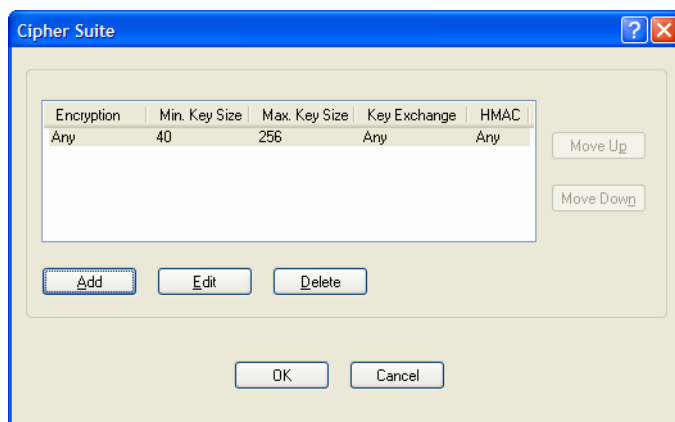 Cipher Suite
Encryption Min. Key Size Max. Key Size Key Exchange HMAC
Any 40 256 Any Any
Move Up
Move Down
Add Edit Delete
OK Cancel